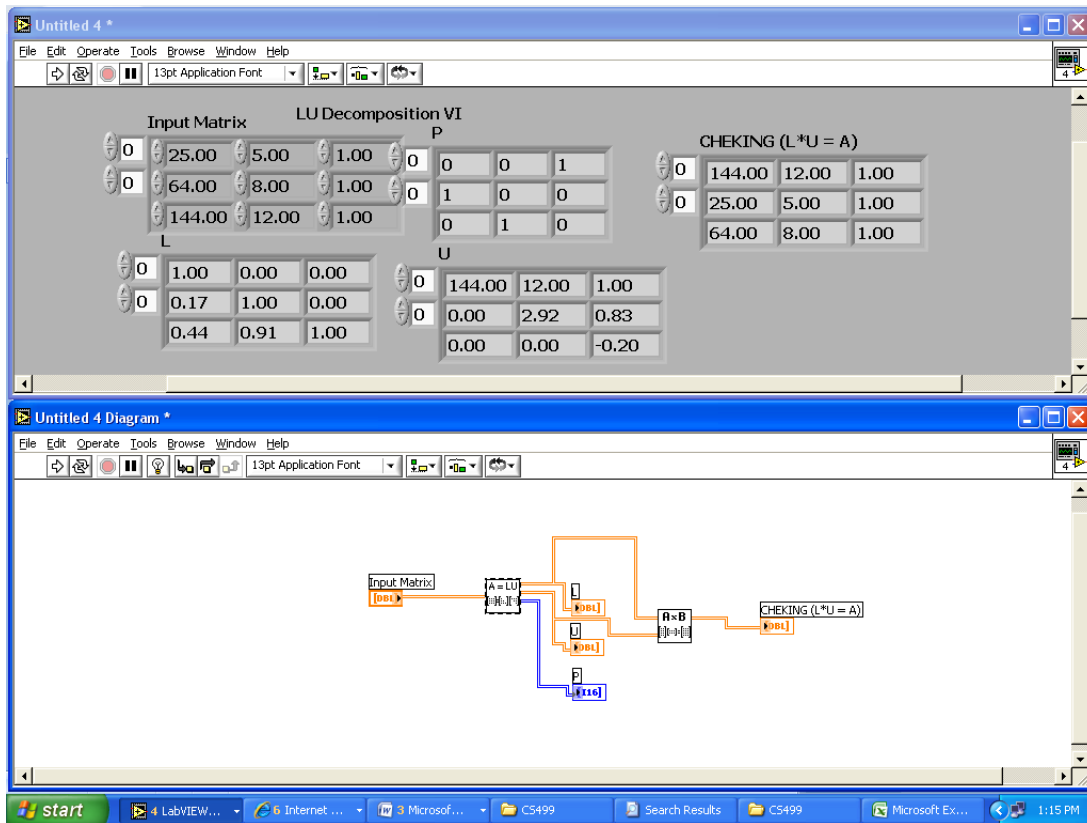 Untitled 4 *
File Edit Operate Tools Browse Window Help
13pt Application Font
4
LU Decomposition VI
Input Matrix
0 25.00 5.00 1.00
0 64.00 8.00 1.00
144.00 12.00 1.00
P
0 0 0 1
0 1 0 0
0 1 0
CHEKING (L*U = A)
0 144.00 12.00 1.00
0 25.00 5.00 1.00
64.00 8.00 1.00
L
0 1.00 0.00 0.00
0 0.17 1.00 0.00
0.44 0.91 1.00
U
0 144.00 12.00 1.00
0 0.00 2.92 0.83
0.00 0.00 -0.20
Untitled 4 Diagram *
File Edit Operate Tools Browse Window Help
13pt Application Font
4
Input Matrix
[DBL]
A = LU
L
DBL]
U
DBL]
P
[I16]
A×B
CHEKING (L*U = A)
DBL]
start
4 LabVIEW...
6 Internet ...
3 Microsof...
CS499
Search Results
CS499
Microsoft Ex...
1:15 PM